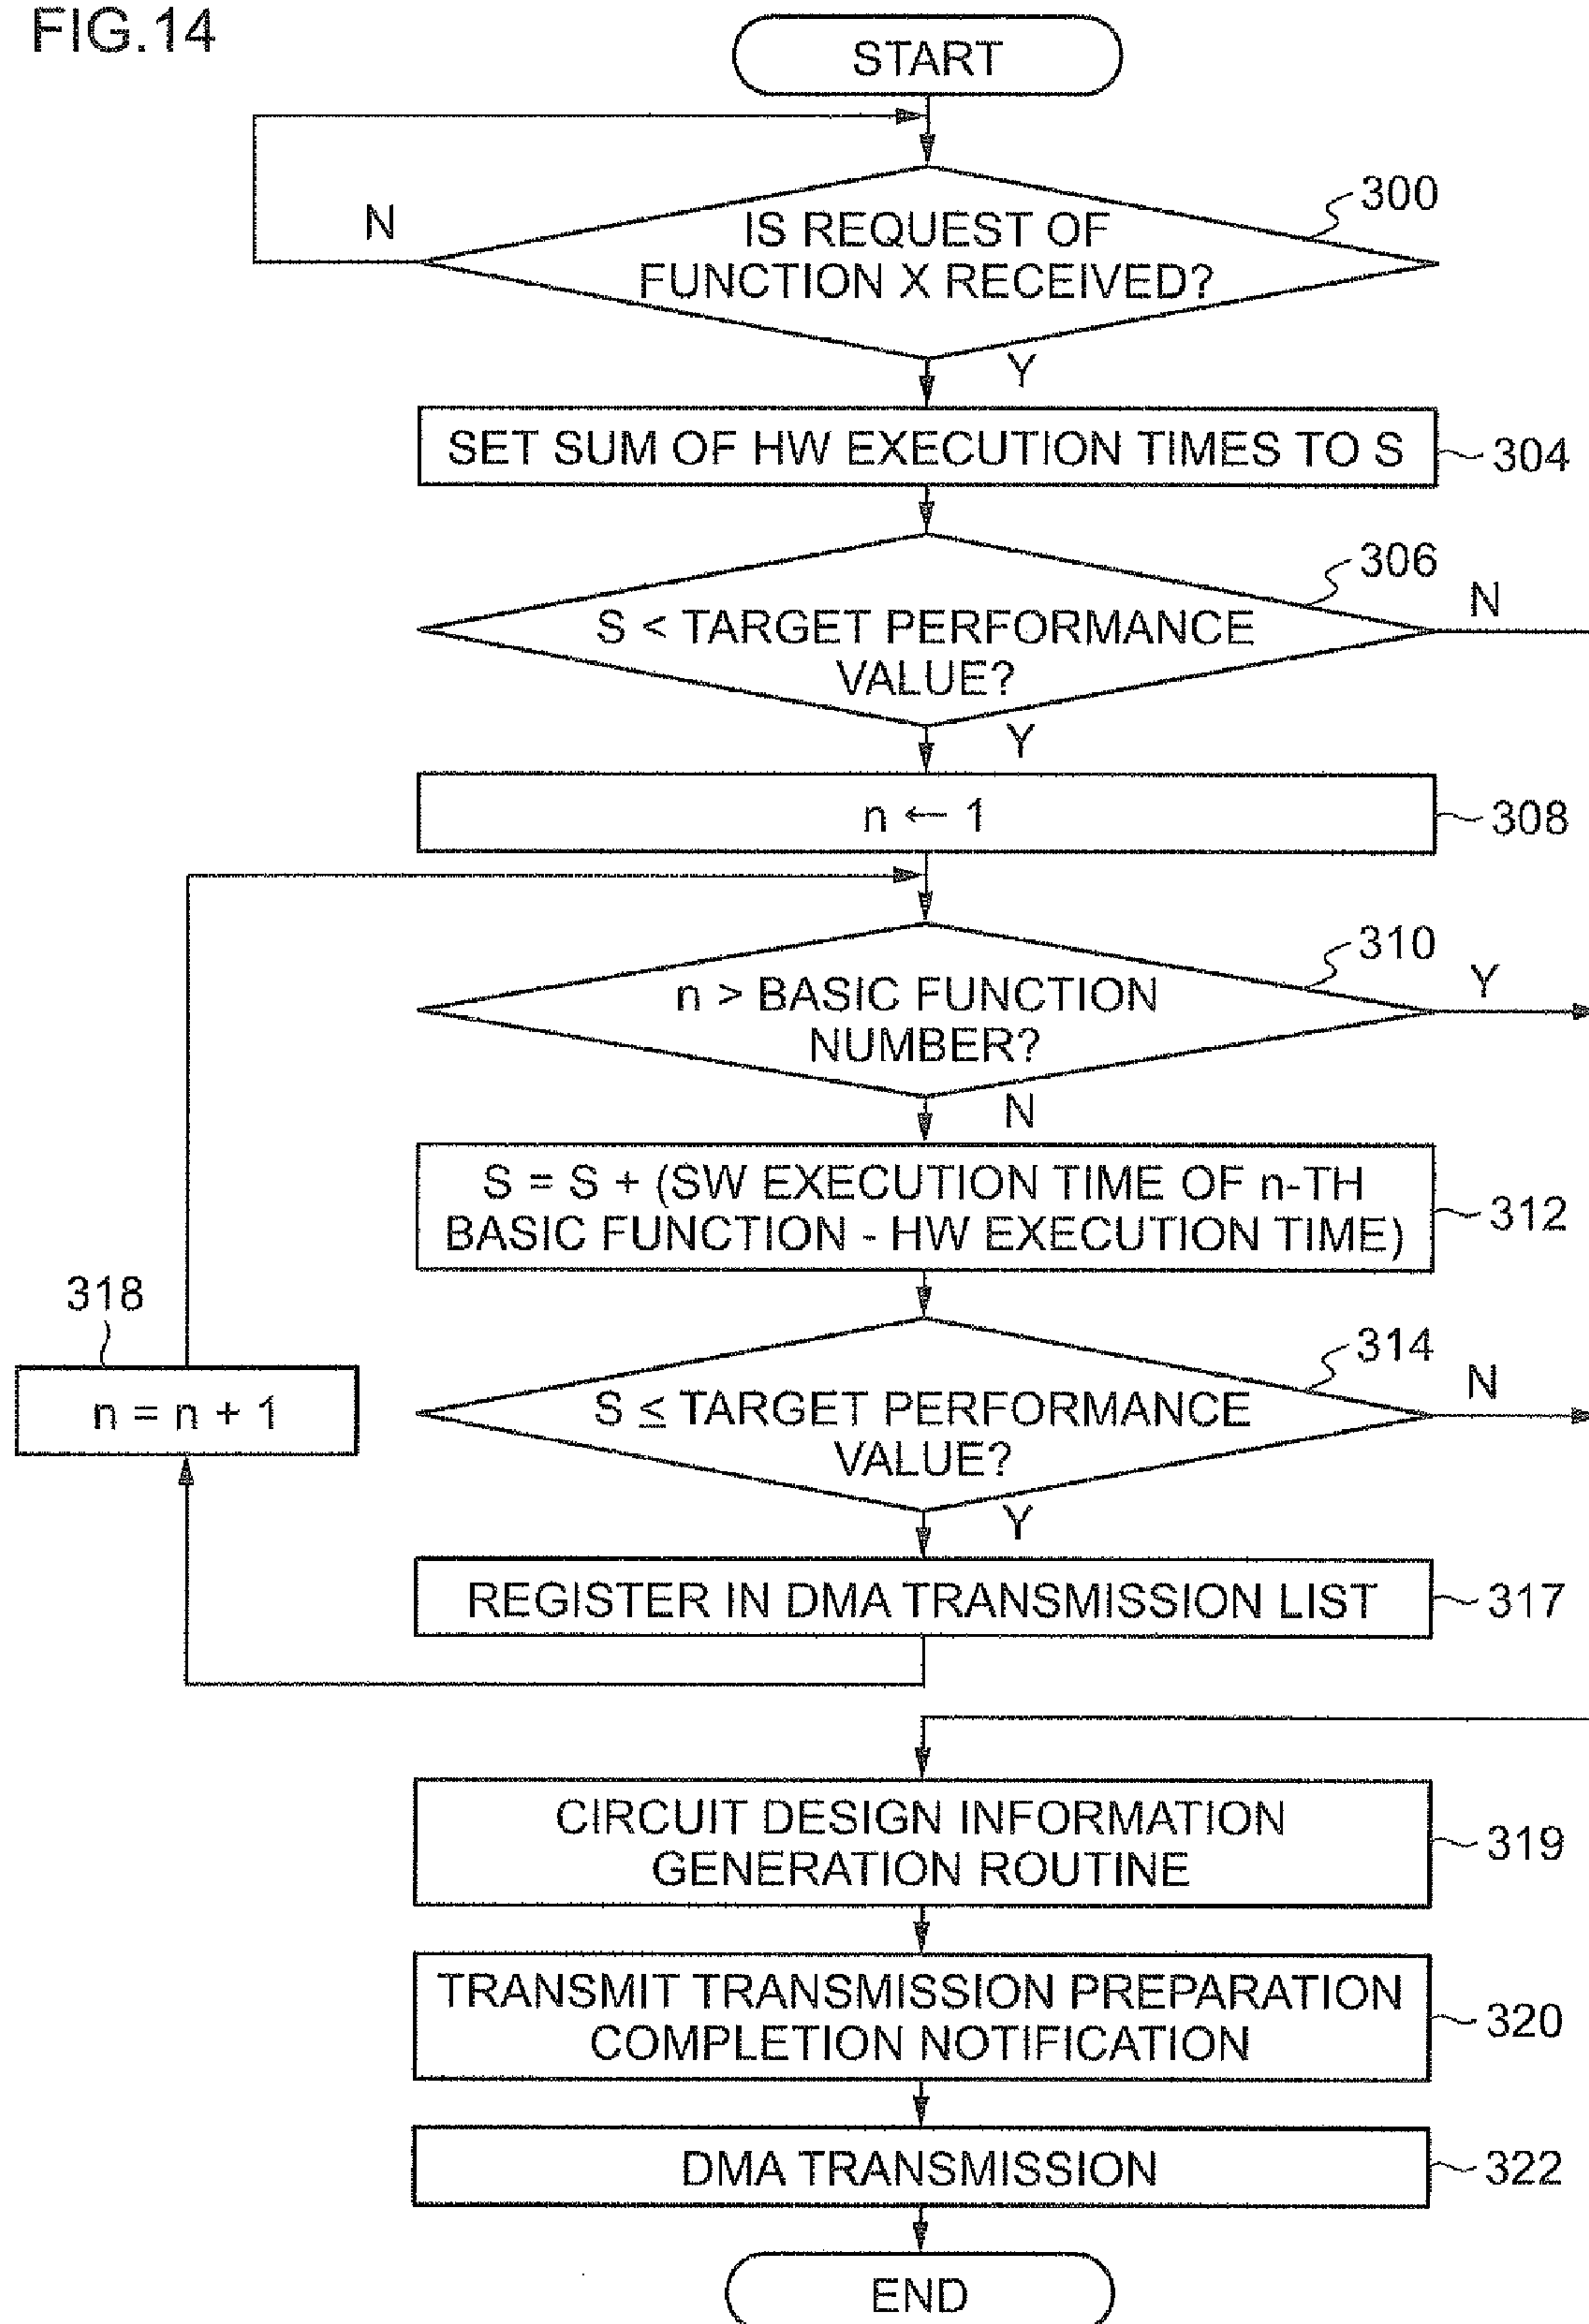 FIG.14
START
N
IS REQUEST OF
FUNCTION X RECEIVED?
300
Y
SET SUM OF HW EXECUTION TIMES TO S
304
S < TARGET PERFORMANCE
VALUE?
306
N
Y
n ← 1
308
n > BASIC FUNCTION
NUMBER?
310
Y
N
S = S + (SW EXECUTION TIME OF n-TH
BASIC FUNCTION - HW EXECUTION TIME)
312
318
n = n + 1
S ≤ TARGET PERFORMANCE
VALUE?
314
N
Y
REGISTER IN DMA TRANSMISSION LIST
317
CIRCUIT DESIGN INFORMATION
GENERATION ROUTINE
319
TRANSMIT TRANSMISSION PREPARATION
COMPLETION NOTIFICATION
320
DMA TRANSMISSION
322
END